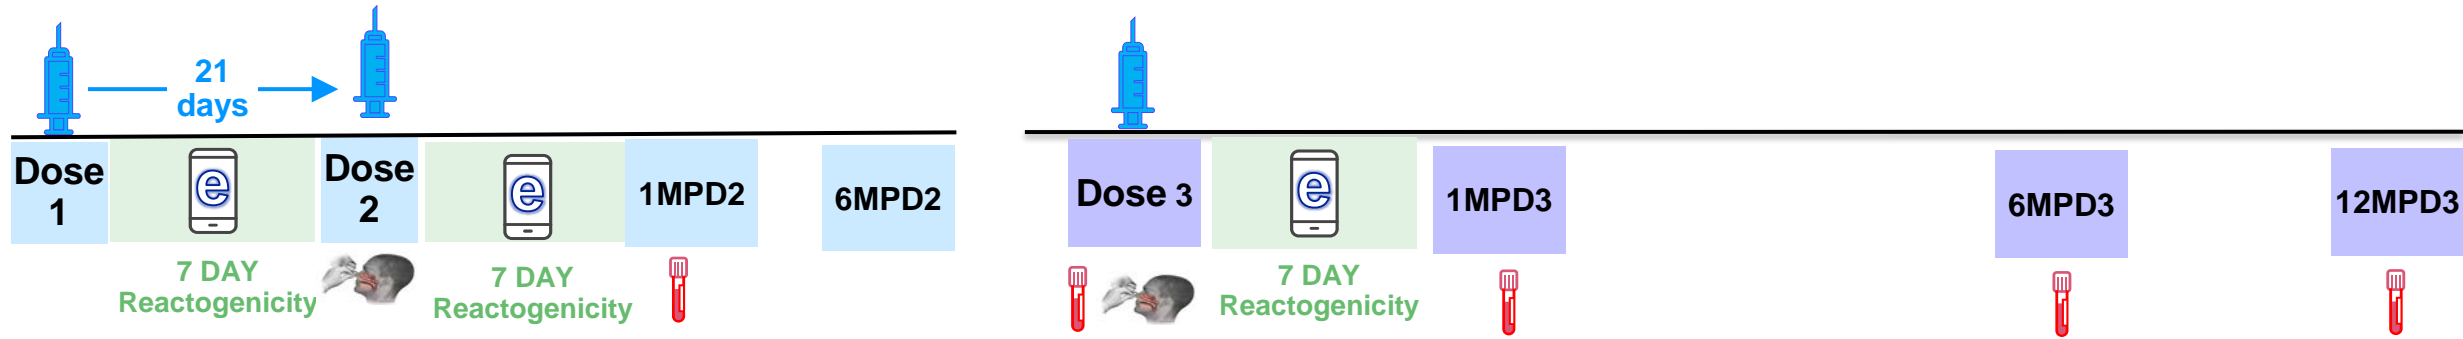 21
days
Dose
1
e
Dose
2
e
1MPD2
6MPD2
Dose 3
e
1MPD3
6MPD3
12MPD3
7 DAY
Reactogenicity
7 DAY
Reactogenicity
7 DAY
Reactogenicity